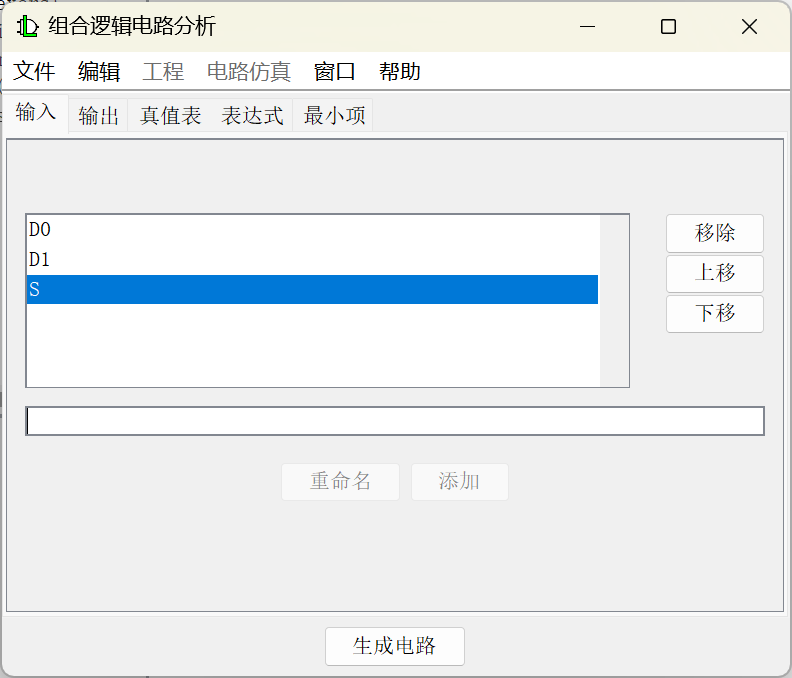 组合逻辑电路分析
文件 编辑 工程 电路仿真 窗口 帮助
输入 输出 真值表 表达式 最小项
D0
D1
S
移除
上移
下移
重命名 添加
生成电路